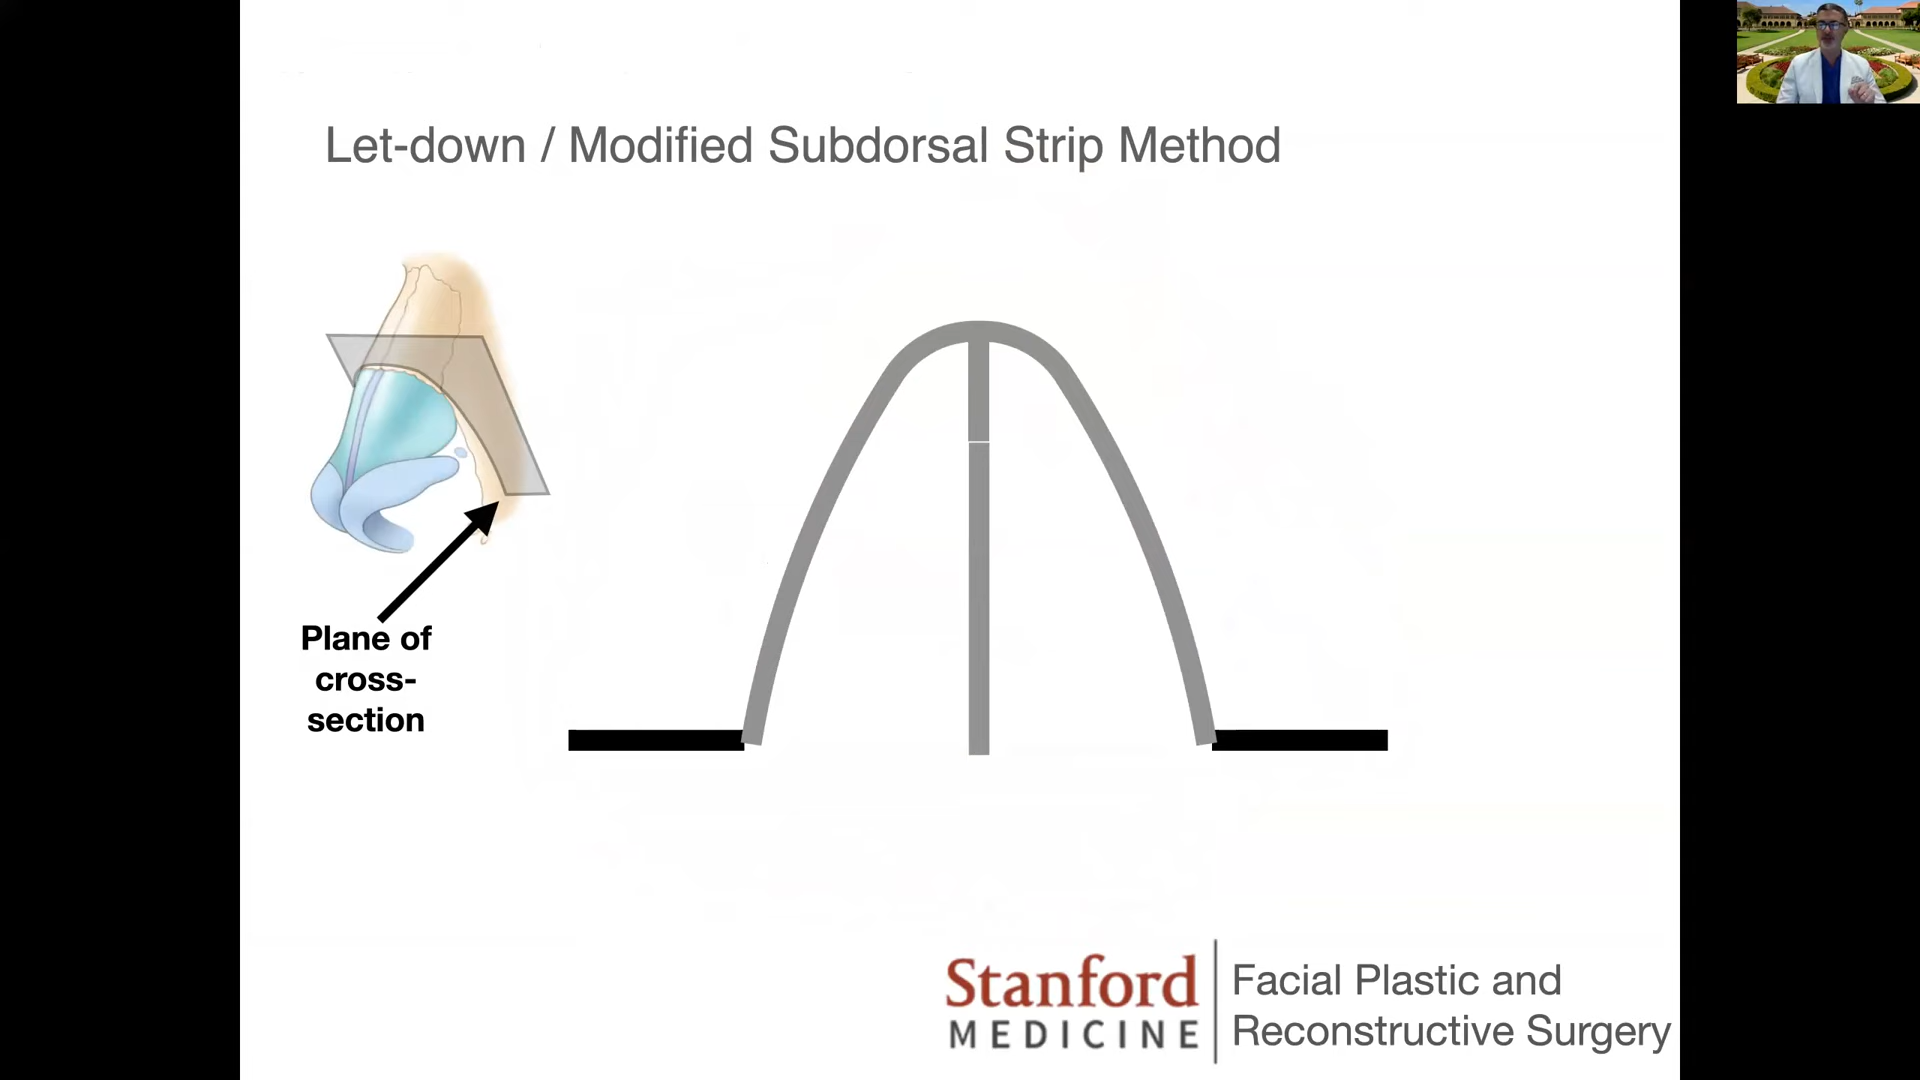 Let-down / Modified Subdorsal Strip Method
Plane of
cross-
section
Stanford
MEDICINE
Facial Plastic and
Reconstructive Surgery